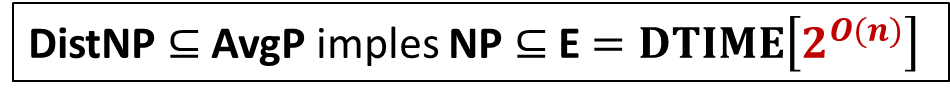 DistNP ⊆ AvgP imples NP ⊆ E = DTIME[2^{O(n)}]